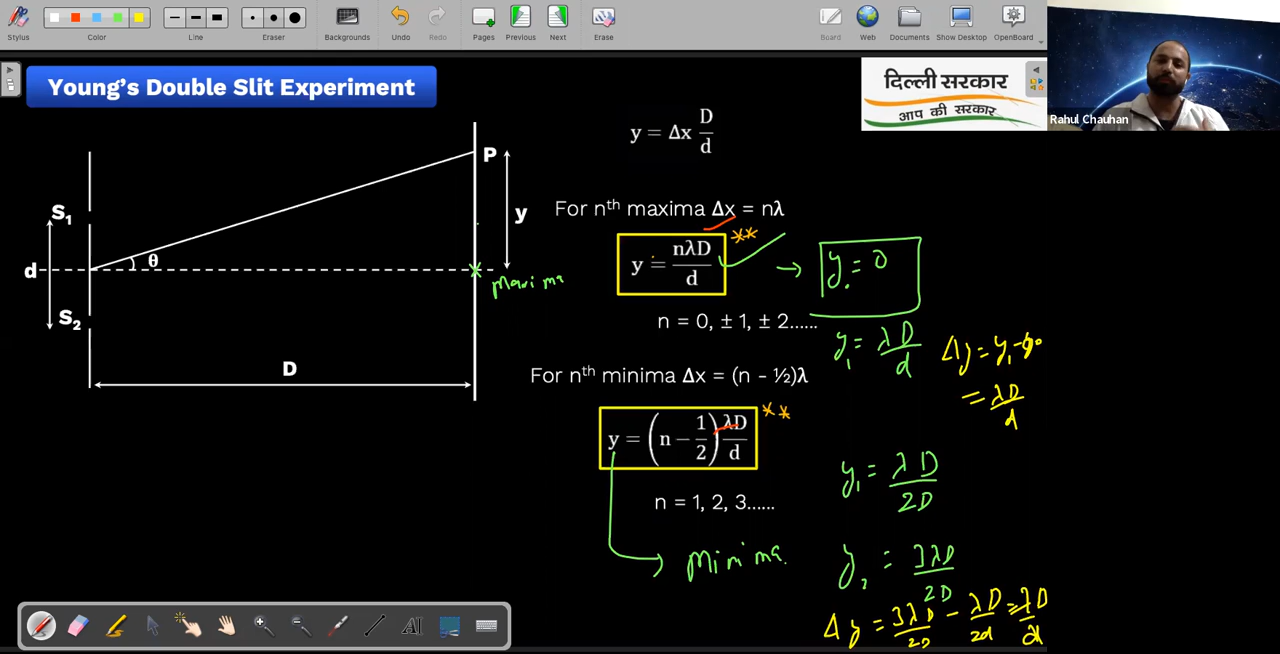 Stylus
Color
Line
Eraser
Backgrounds
Undo
Redo
Pages
Previous
Next
Erase
Board
Web
Documents
Show Desktop
OpenBoard
Young's Double Slit Experiment
दिल्ली सरकार
आप की सरकार
Rahul Chauhan
y = Δx D/d
P
S₁
y
θ
d
maxima
S₂
D
For nᵗʰ maxima Δx = nλ
y = nλD/d
**
→ y₀ = 0
n = 0, ± 1, ± 2......
y₁ = λD/d
Δy = y₁ - y₀
= λD/d
For nᵗʰ minima Δx = (n - ½)λ
y = (n − 1/2) λD/d
**
y₁ = λD/2D
n = 1, 2, 3......
minima.
y₂ = 3λD/2D
Δy = 3λD/2D - λD/2d = λD/d